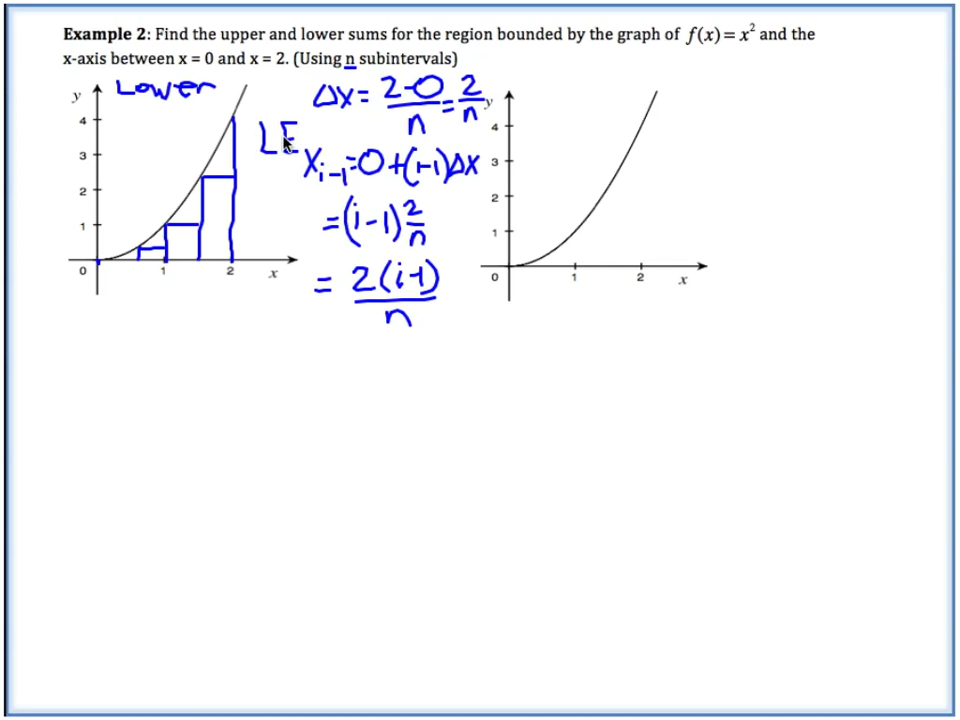 Example 2: Find the upper and lower sums for the region bounded by the graph of f(x) = x² and the
x-axis between x = 0 and x = 2. (Using n subintervals)
Lower
Δx = 2-0/n = 2/n
LE
x_{i-1} = 0 + (i-1)Δx
= (i-1) 2/n
= 2(i-1)/n
y
4
3
2
1
0
1
2
x
y
4
3
2
1
0
1
2
x